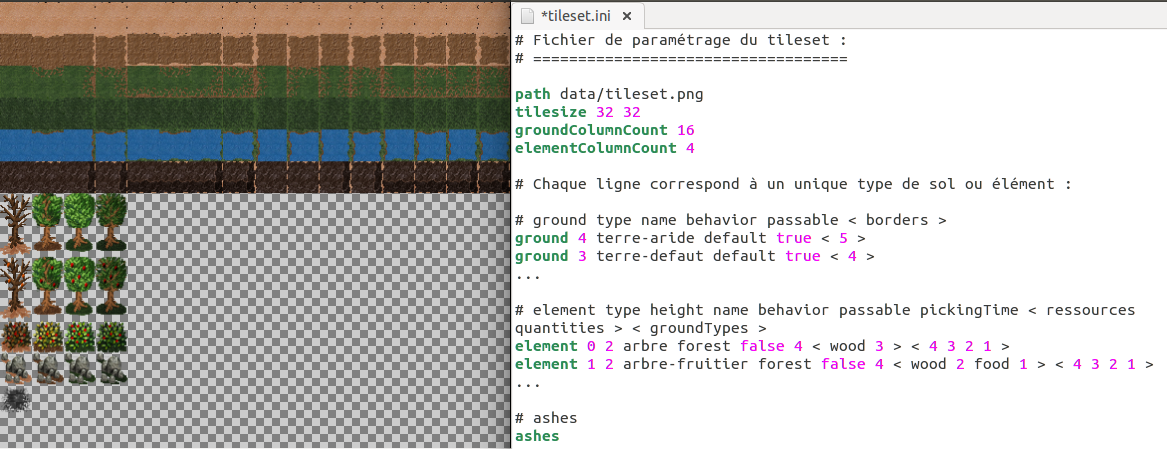 *tileset.ini ×
# Fichier de paramétrage du tileset :
# ===================================
path data/tileset.png
tilesize 32 32
groundColumnCount 16
elementColumnCount 4
# Chaque ligne correspond à un unique type de sol ou élément :
# ground type name behavior passable < borders >
ground 4 terre-aride default true < 5 >
ground 3 terre-defaut default true < 4 >
...
# element type height name behavior passable pickingTime < ressources
quantities > < groundTypes >
element 0 2 arbre forest false 4 < wood 3 > < 4 3 2 1 >
element 1 2 arbre-fruitier forest false 4 < wood 2 food 1 > < 4 3 2 1 >
...
# ashes
ashes